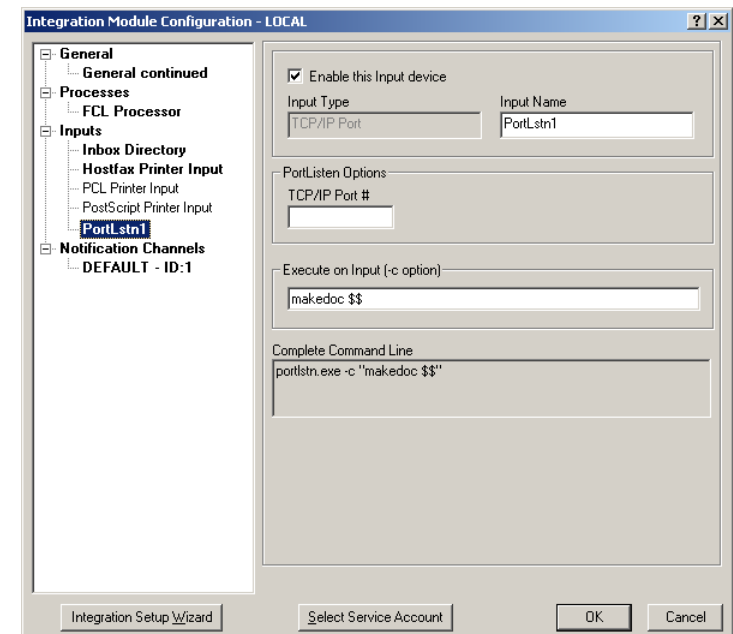 Integration Module Configuration - LOCAL
General
General continued
Processes
FCL Processor
Inputs
Inbox Directory
Hostfax Printer Input
PCL Printer Input
PostScript Printer Input
PortLstn1
Notification Channels
DEFAULT - ID:1
Enable this Input device
Input Type
Input Name
TCP/IP Port
PortLstn1
PortListen Options
TCP/IP Port #
Execute on Input (-c option)
makedoc $$
Complete Command Line
portlstn.exe -c "makedoc $$"
Integration Setup Wizard
Select Service Account
OK
Cancel